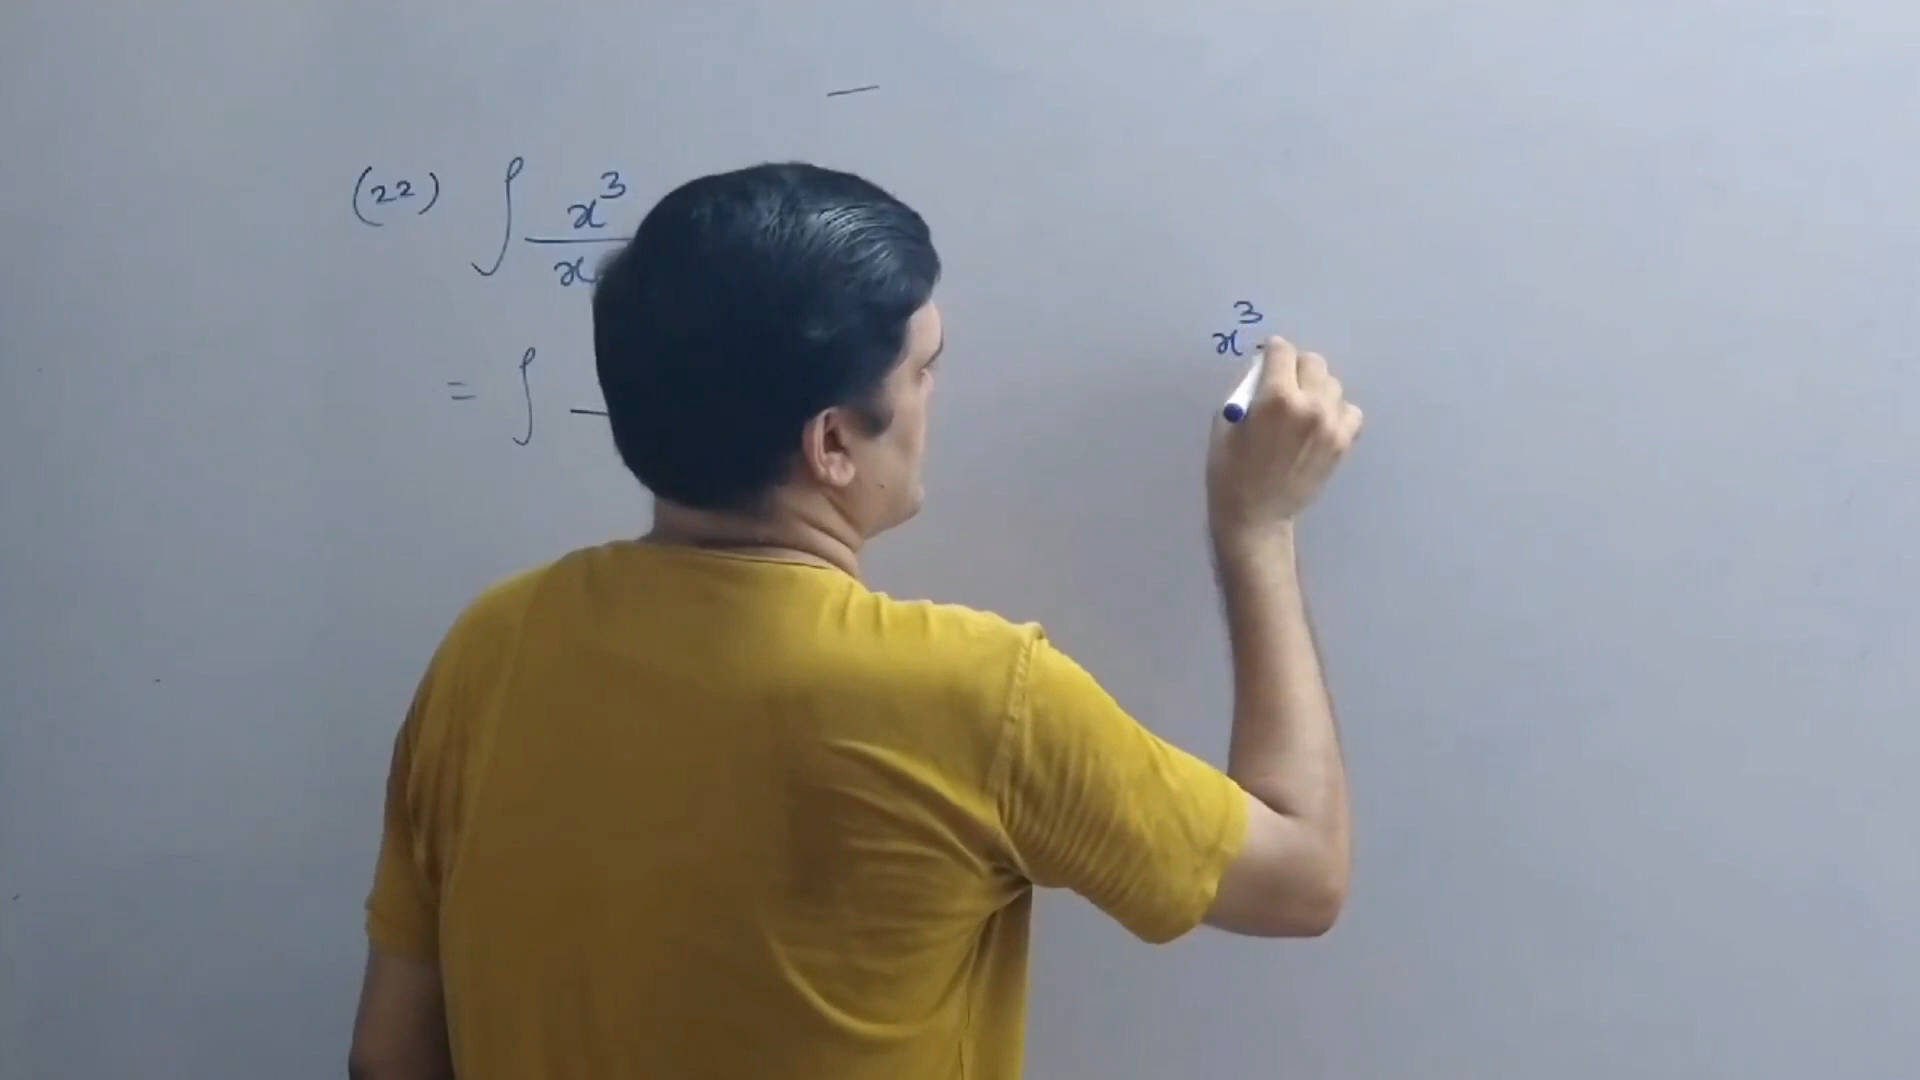 (22) ∫ x³ / x
x³
= ∫